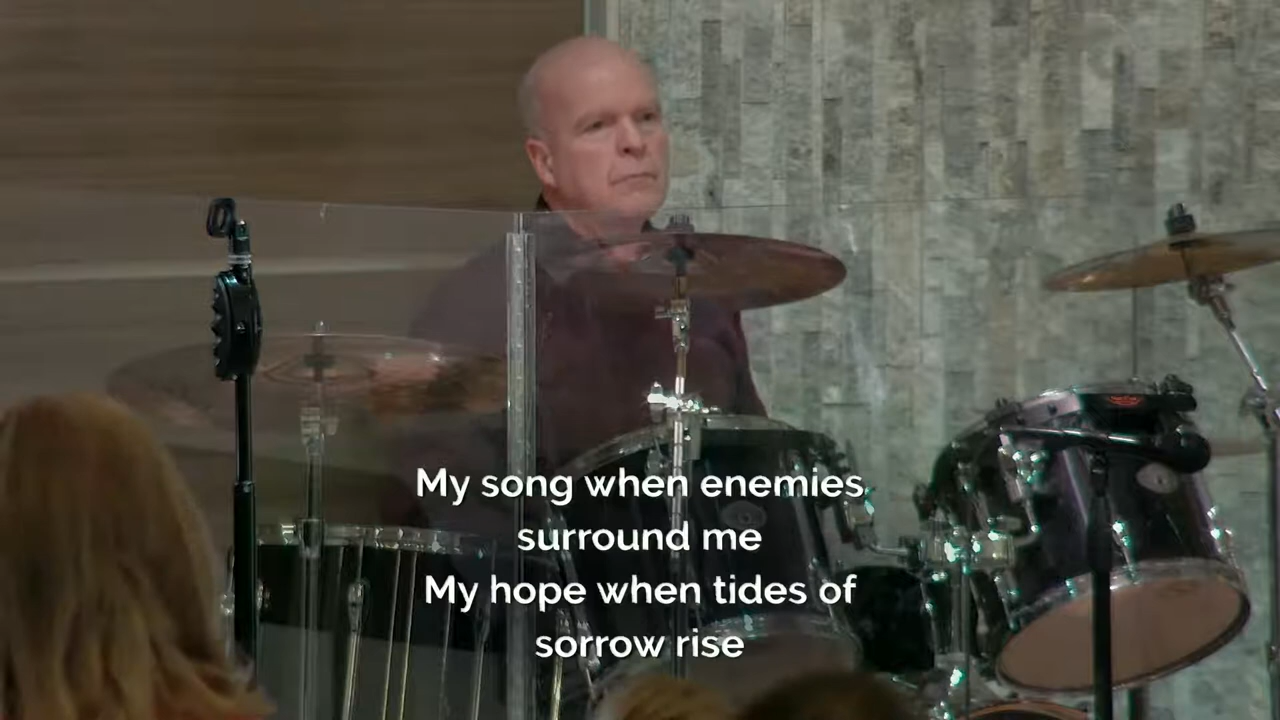 My song when enemies
surround me
My hope when tides of
sorrow rise